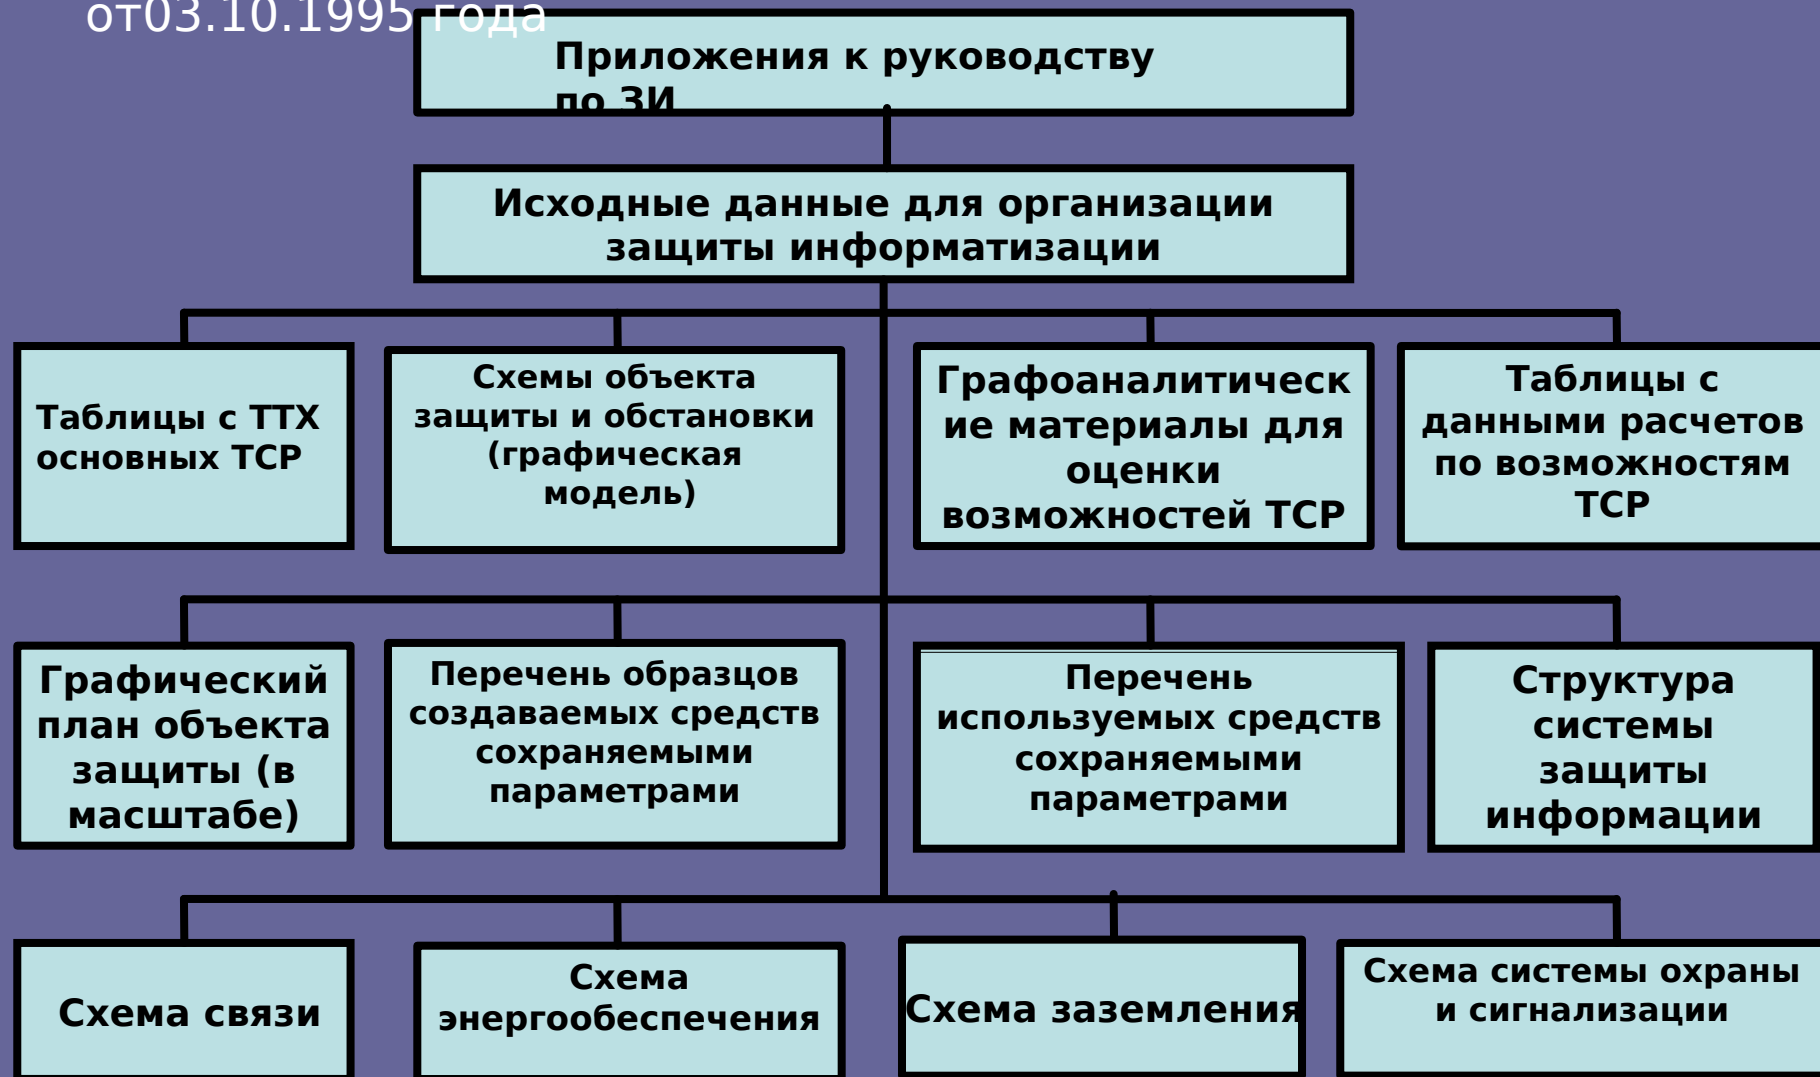 от03.10.1995 года
Приложения к руководству
по ЗИ
Исходные данные для организации
защиты информатизации
Таблицы с ТТХ
основных ТСР
Схемы объекта
защиты и обстановки
(графическая
модель)
Графоаналитическ
ие материалы для
оценки
возможностей ТСР
Таблицы с
данными расчетов
по возможностям
ТСР
Графический
план объекта
защиты (в
масштабе)
Перечень образцов
создаваемых средств
сохраняемыми
параметрами
Перечень
используемых средств
сохраняемыми
параметрами
Структура
системы
защиты
информации
Схема связи
Схема
энергообеспечения
Схема заземления
Схема системы охраны
и сигнализации